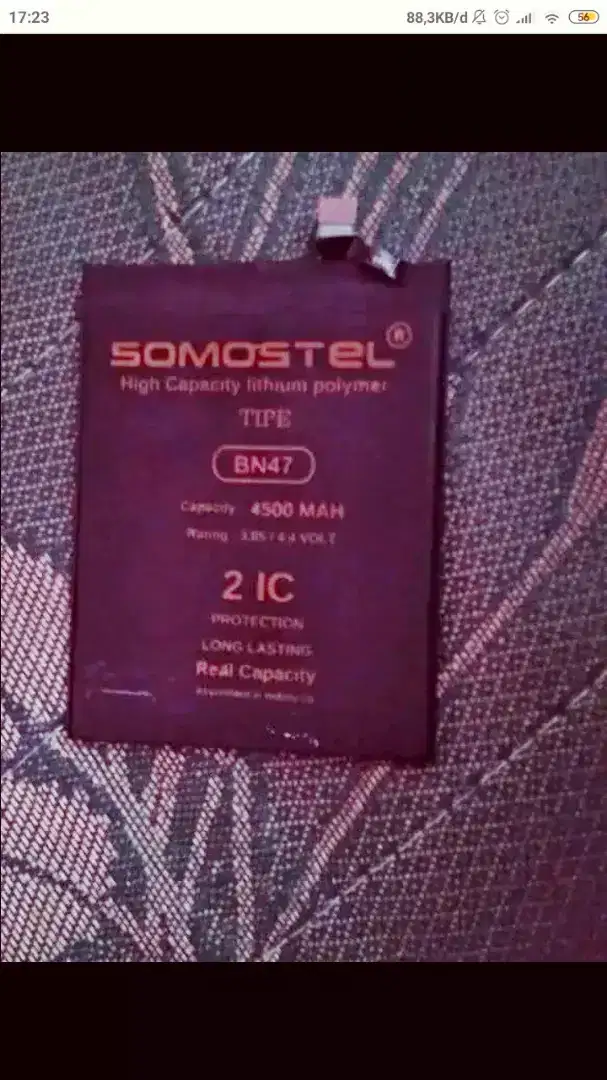 17:23 88,3KB/d 56
SOMOSTEL ®
High Capacity lithium polymer
TIPE
BN47
Capacity 4500 MAH
Rating 3.85 / 4.4 VOLT
2 IC
PROTECTION
LONG LASTING
Real Capacity